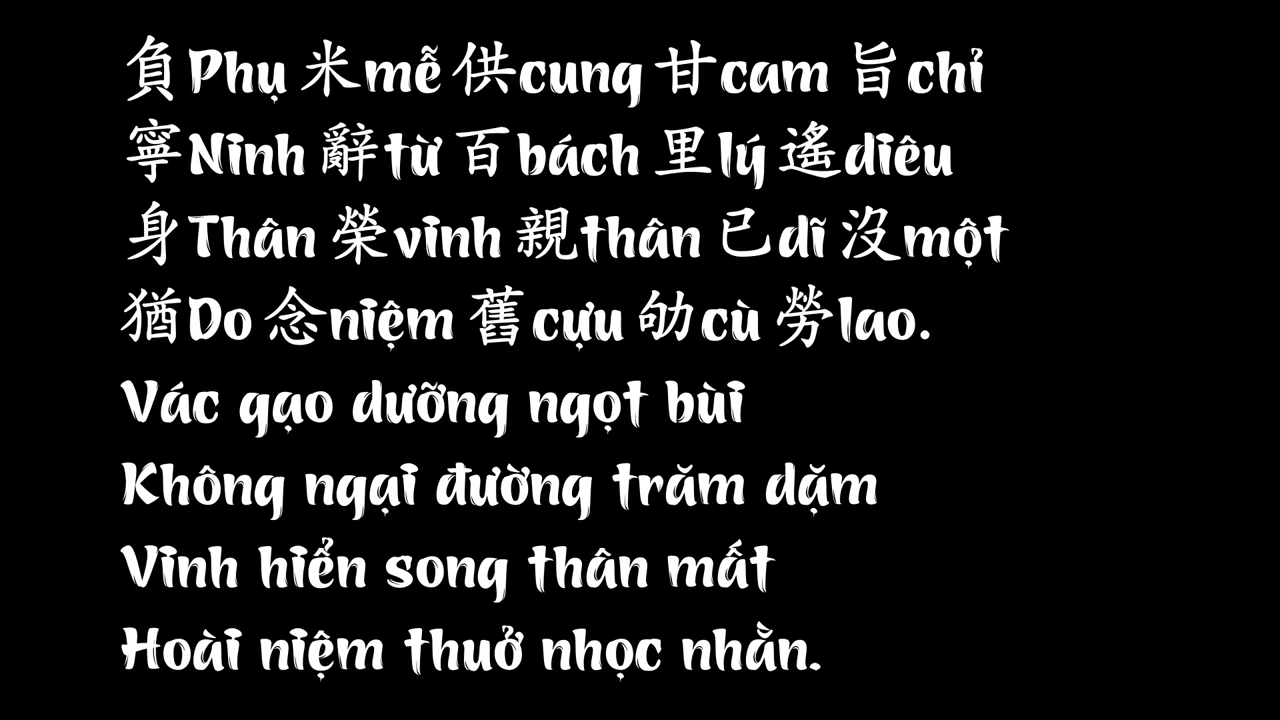 負Phụ 米mễ 供cung 甘cam 旨chỉ
寧Ninh 辭từ 百bách 里lý 遙diêu
身Thân 榮vinh 親thân 已dĩ 沒một
猶Do 念niệm 舊cựu 劬cù 勞lao.
Vác gạo dưỡng ngọt bùi
Không ngại đường trăm dặm
Vinh hiển song thân mất
Hoài niệm thuở nhọc nhằn.